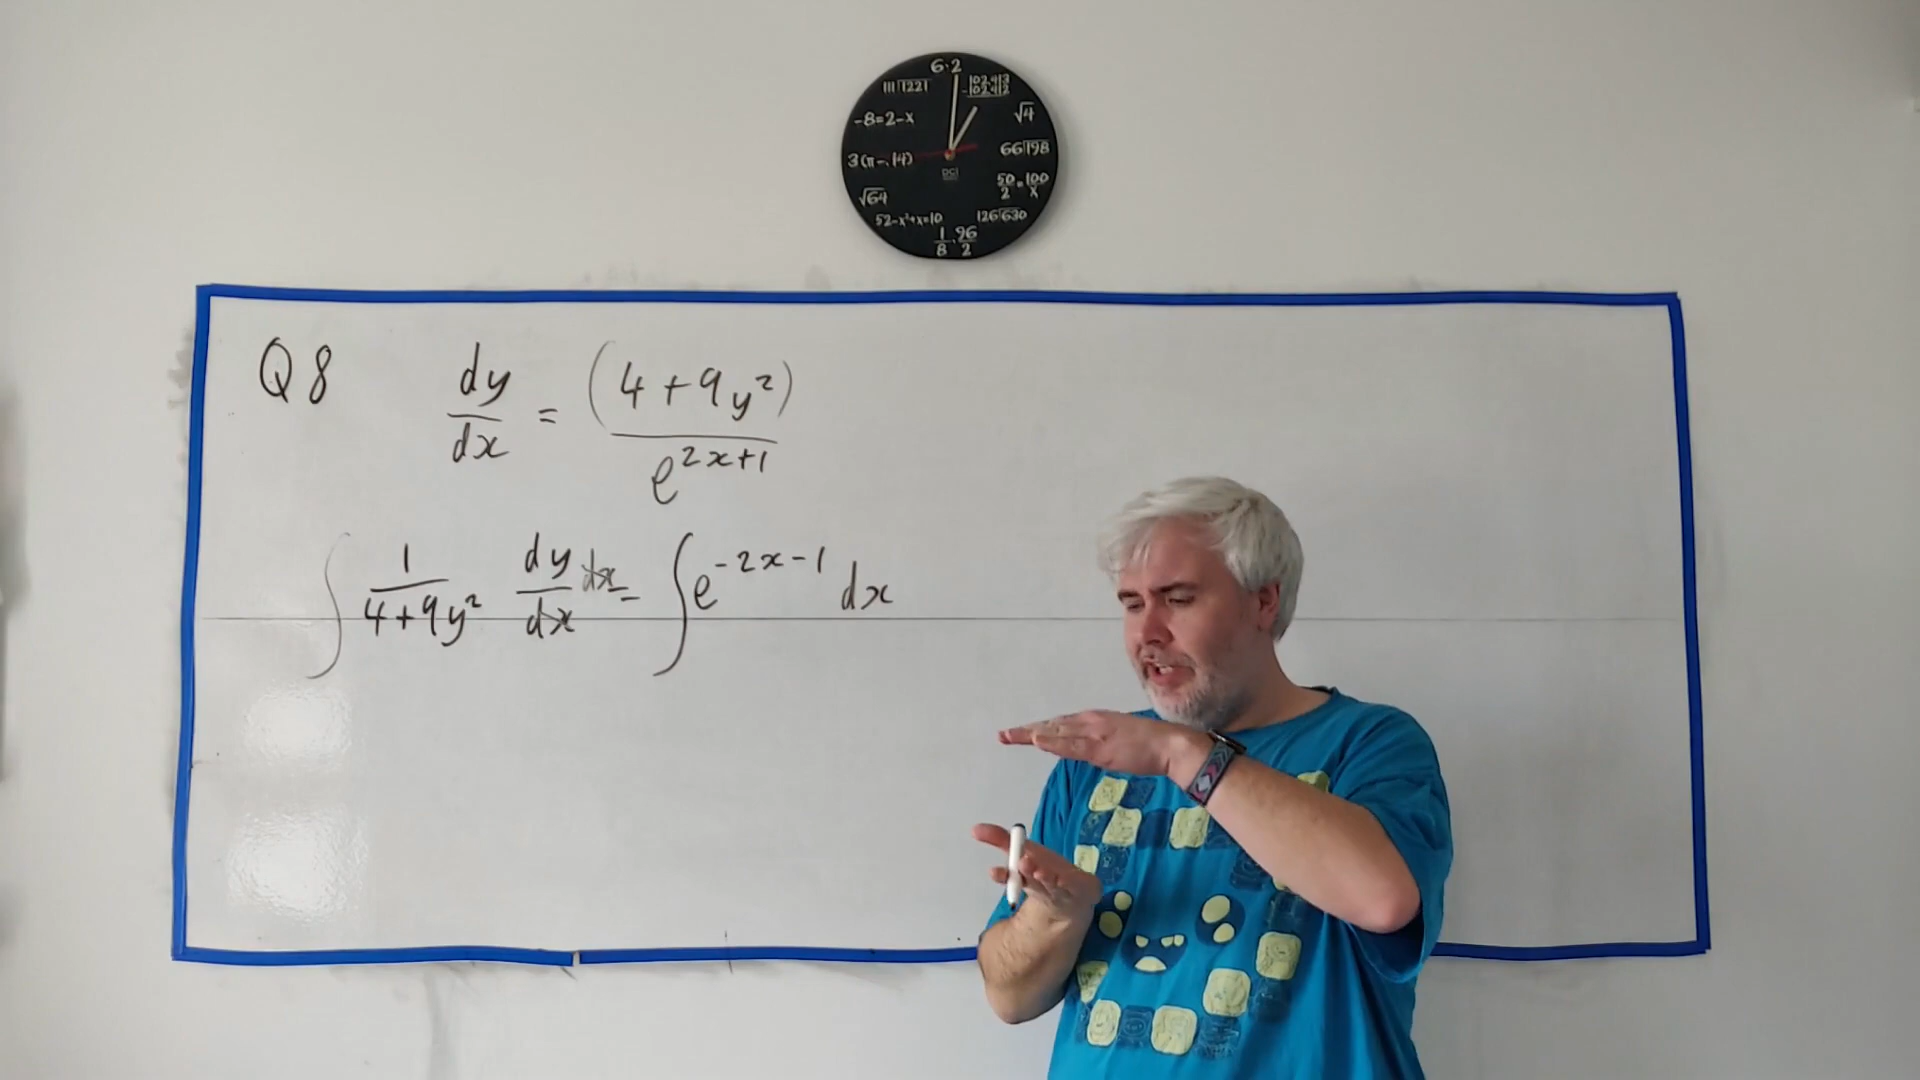 6·2
111√1221
-102,413
102,412
-8=2-x
√4
3(π-.14)
66√198
DCI
50/2=100/x
√64
52-x²+x=10
126√630
1/8·96/2
Q8 dy/dx = (4+9y²)/e^(2x+1)
∫ 1/(4+9y²) dy/dx dx = ∫e^(-2x-1) dx